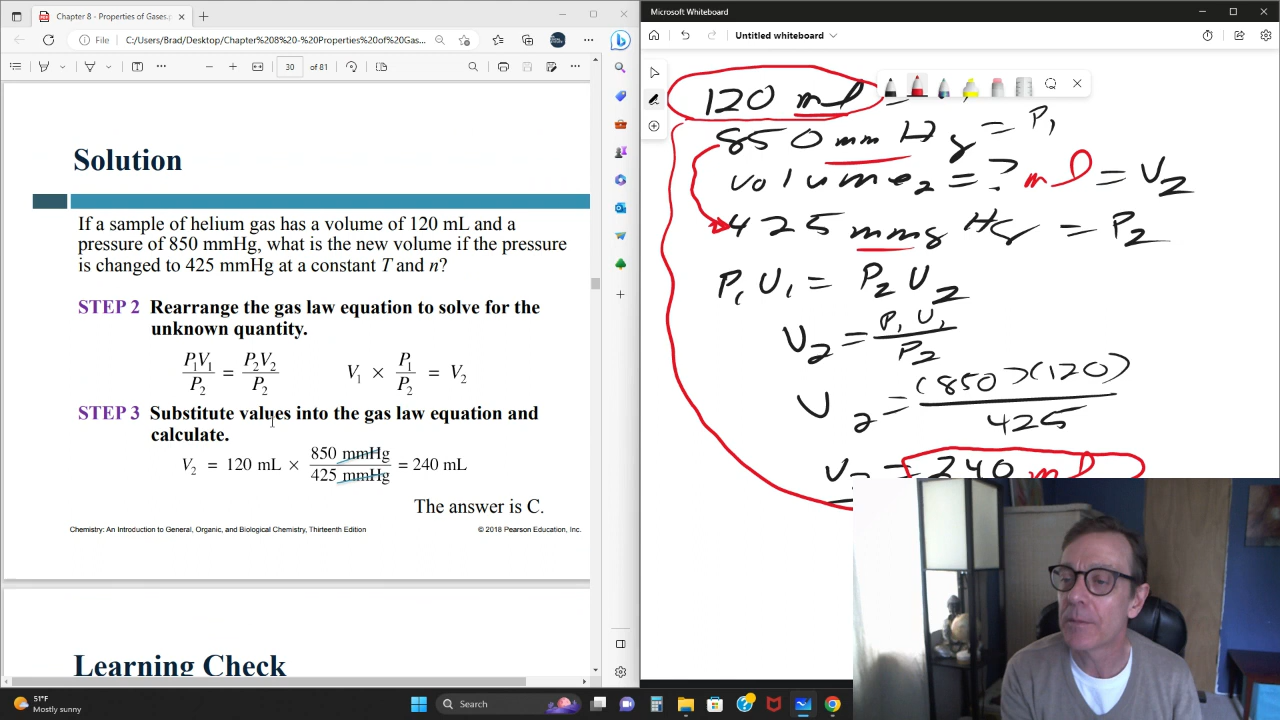 Chapter 8 - Properties of Gases.p
File
C:/Users/Brad/Desktop/Chapter%208%20-%20Properties%20of%20Gas...
30 of 81
Solution
If a sample of helium gas has a volume of 120 mL and a
pressure of 850 mmHg, what is the new volume if the pressure
is changed to 425 mmHg at a constant T and n?
STEP 2 Rearrange the gas law equation to solve for the
unknown quantity.
P₁V₁/P₂ = P₂V₂/P₂ V₁ × P₁/P₂ = V₂
STEP 3 Substitute values into the gas law equation and
calculate.
V₂ = 120 mL × 850 mmHg/425 mmHg = 240 mL
The answer is C.
Chemistry: An Introduction to General, Organic, and Biological Chemistry, Thirteenth Edition © 2018 Pearson Education, Inc.
Learning Check
Microsoft Whiteboard
Untitled whiteboard
120 ml =
850 mm Hg = P₁
volume₂ = ? ml = V₂
425 mmg Hg = P₂
P₁ V₁ = P₂ V₂
V₂ = P₁ V₁/P₂
V₂ = (850)(120)/425
V₂ = 240 ml
51°F
Mostly sunny
Search